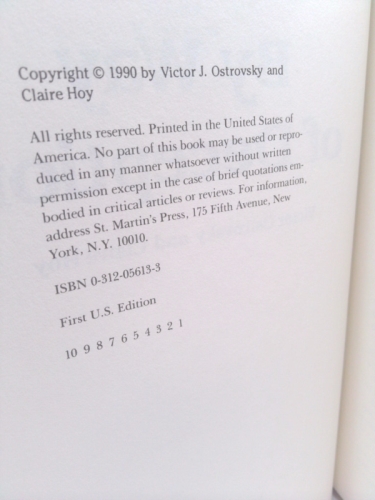 Copyright © 1990 by Victor J. Ostrovsky and
Claire Hoy
All rights reserved. Printed in the United States of
America. No part of this book may be used or repro-
duced in any manner whatsoever without written
permission except in the case of brief quotations em-
bodied in critical articles or reviews. For information,
address St. Martin's Press, 175 Fifth Avenue, New
York, N.Y. 10010.
ISBN 0-312-05613-3
First U.S. Edition
10 9 8 7 6 5 4 3 2 1